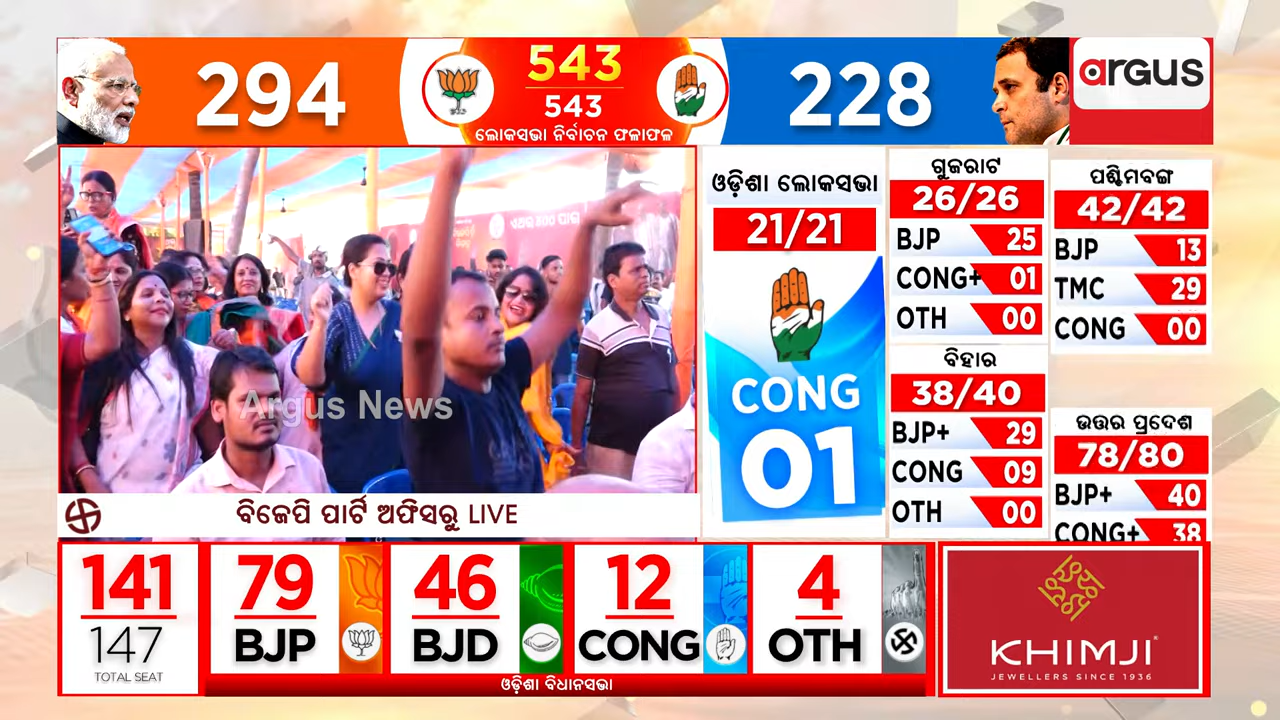 294
543
543
ଲୋକସଭା ନିର୍ବାଚନ ଫଳାଫଳ
228
argus
Argus News
ବିଜେପି ପାର୍ଟି ଅଫିସରୁ LIVE
ଓଡ଼ିଶା ଲୋକସଭା
21/21
CONG
01
ଗୁଜରାଟ
26/26
BJP 25
CONG+ 01
OTH 00
ବିହାର
38/40
BJP+ 29
CONG 09
OTH 00
ପଶ୍ଚିମବଙ୍ଗ
42/42
BJP 13
TMC 29
CONG 00
ଉତ୍ତର ପ୍ରଦେଶ
78/80
BJP+ 40
CONG+ 38
141
147
TOTAL SEAT
79
BJP
46
BJD
12
CONG
4
OTH
ଓଡ଼ିଶା ବିଧାନସଭା
KHIMJI
JEWELLERS SINCE 1936